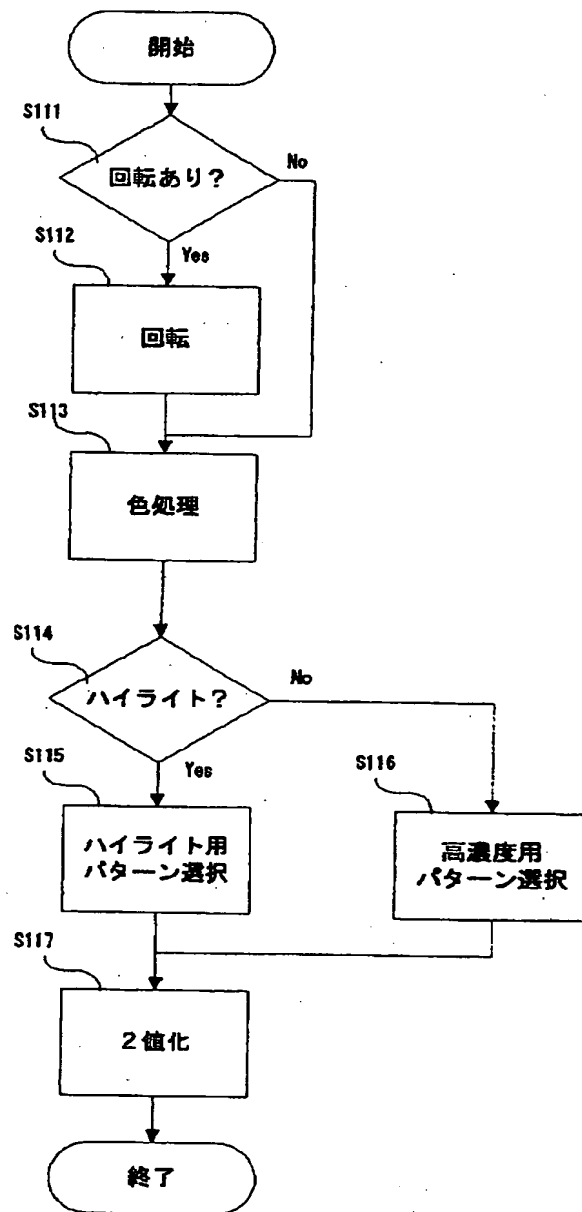 開始
S111
回転あり?
No
Yes
S112
回転
S113
色処理
S114
ハイライト?
No
Yes
S115
ハイライト用
パターン選択
S116
高濃度用
パターン選択
S117
2値化
終了